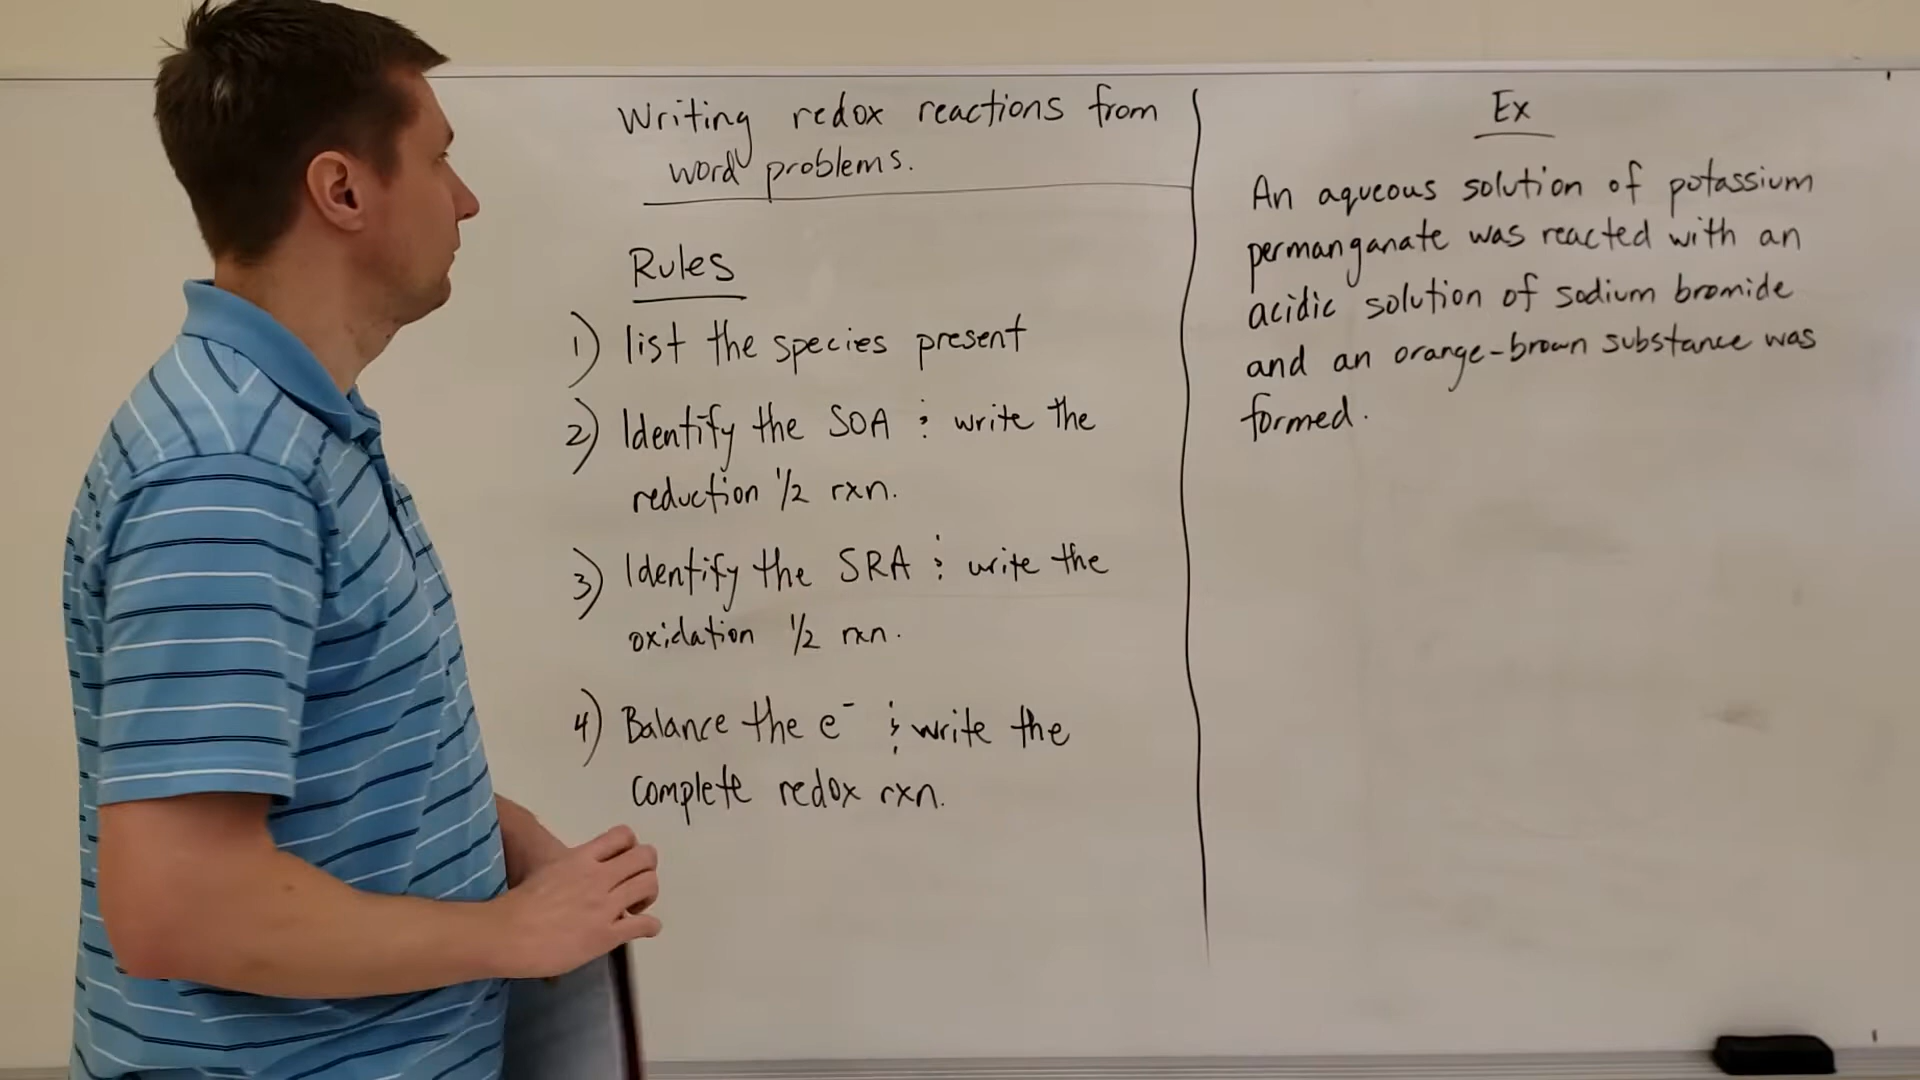 Writing redox reactions from
word problems.
Rules
1) list the species present
2) Identify the SOA & write the
reduction 1/2 rxn.
3) Identify the SRA & write the
oxidation 1/2 rxn.
4) Balance the e⁻ & write the
complete redox rxn.
Ex
An aqueous solution of potassium
permanganate was reacted with an
acidic solution of sodium bromide
and an orange-brown substance was
formed.